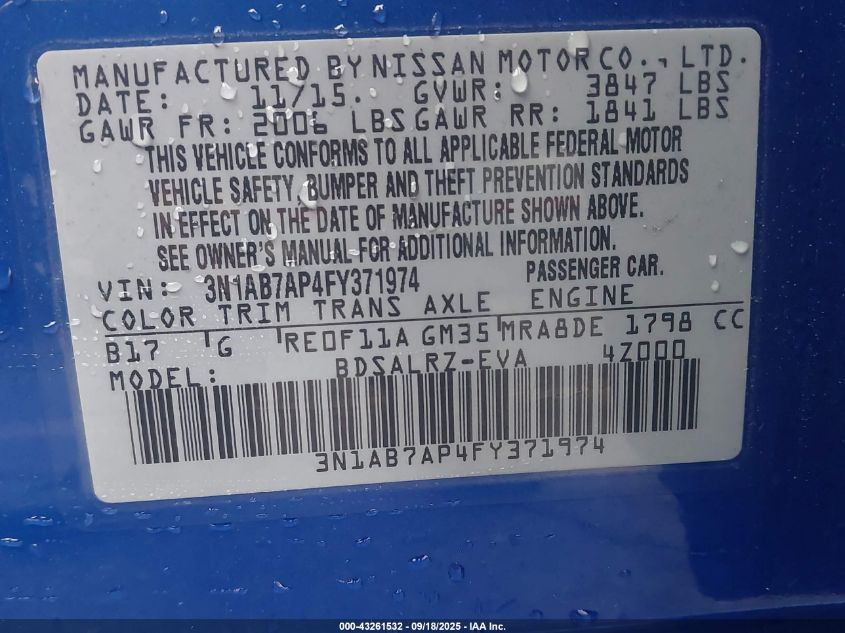 MANUFACTURED BY NISSAN MOTOR CO., LTD.
DATE: 11/15. GVWR: 3847 LBS
GAWR FR: 2006 LBS GAWR RR: 1841 LBS
THIS VEHICLE CONFORMS TO ALL APPLICABLE FEDERAL MOTOR
VEHICLE SAFETY, BUMPER AND THEFT PREVENTION STANDARDS
IN EFFECT ON THE DATE OF MANUFACTURE SHOWN ABOVE.
SEE OWNER'S MANUAL FOR ADDITIONAL INFORMATION.
VIN: 3N1AB7AP4FY371974 PASSENGER CAR.
COLOR TRIM TRANS AXLE ENGINE
B17 G RE0F11A GM35 MRA8DE 1798 CC
MODEL: BDSALRZ-EVA 4Z000
3N1AB7AP4FY371974
000-43261532 - 09/18/2025 - IAA Inc.